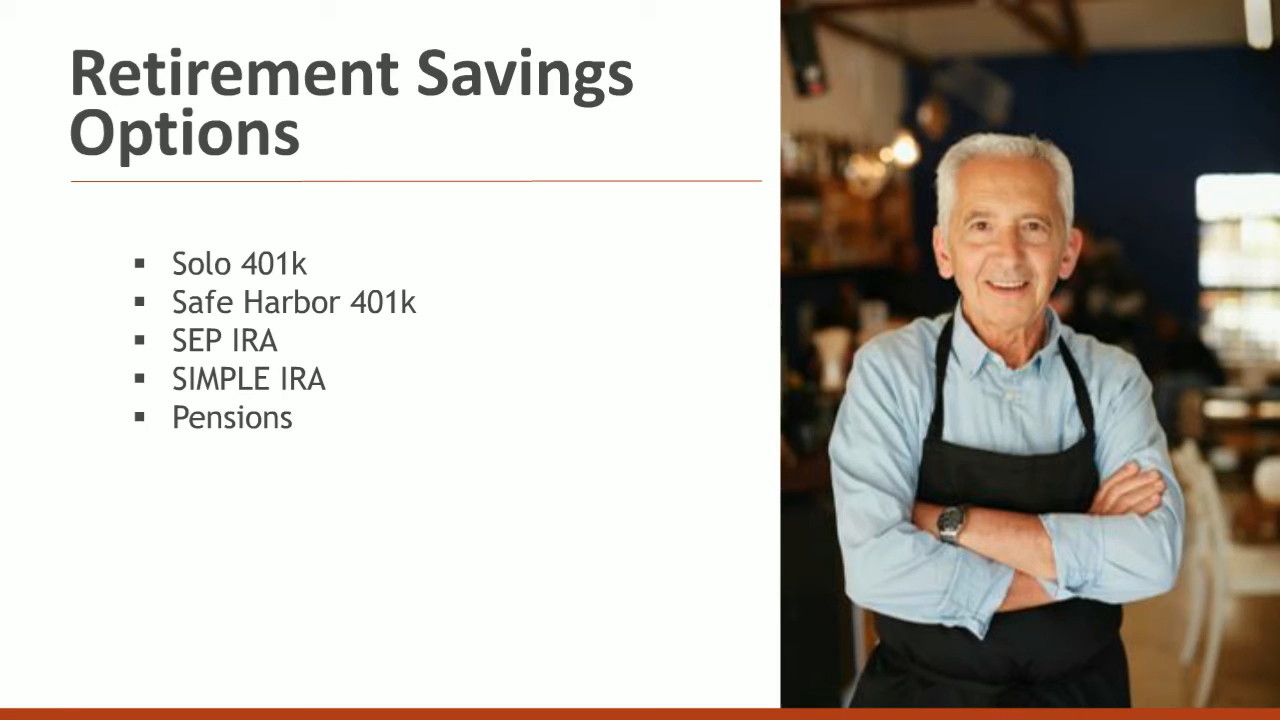 Retirement Savings
Options
▪ Solo 401k
▪ Safe Harbor 401k
▪ SEP IRA
▪ SIMPLE IRA
▪ Pensions